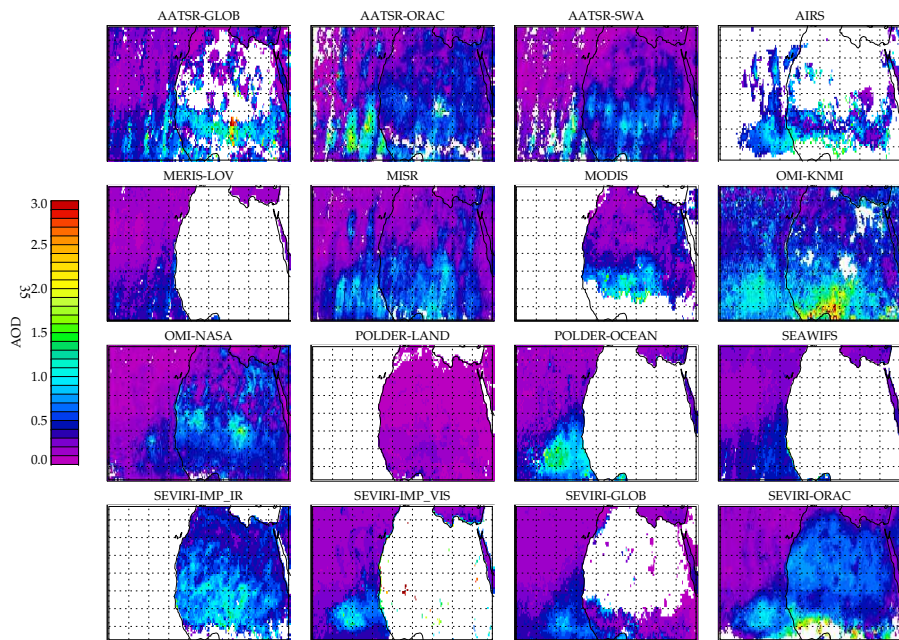 AATSR-GLOB AATSR-ORAC AATSR-SWA AIRS
MERIS-LOV MISR MODIS OMI-KNMI
3.0
2.5
2.0
35
AOD
1.5
1.0
0.5
0.0
OMI-NASA POLDER-LAND POLDER-OCEAN SEAWIFS
SEVIRI-IMP_IR SEVIRI-IMP_VIS SEVIRI-GLOB SEVIRI-ORAC